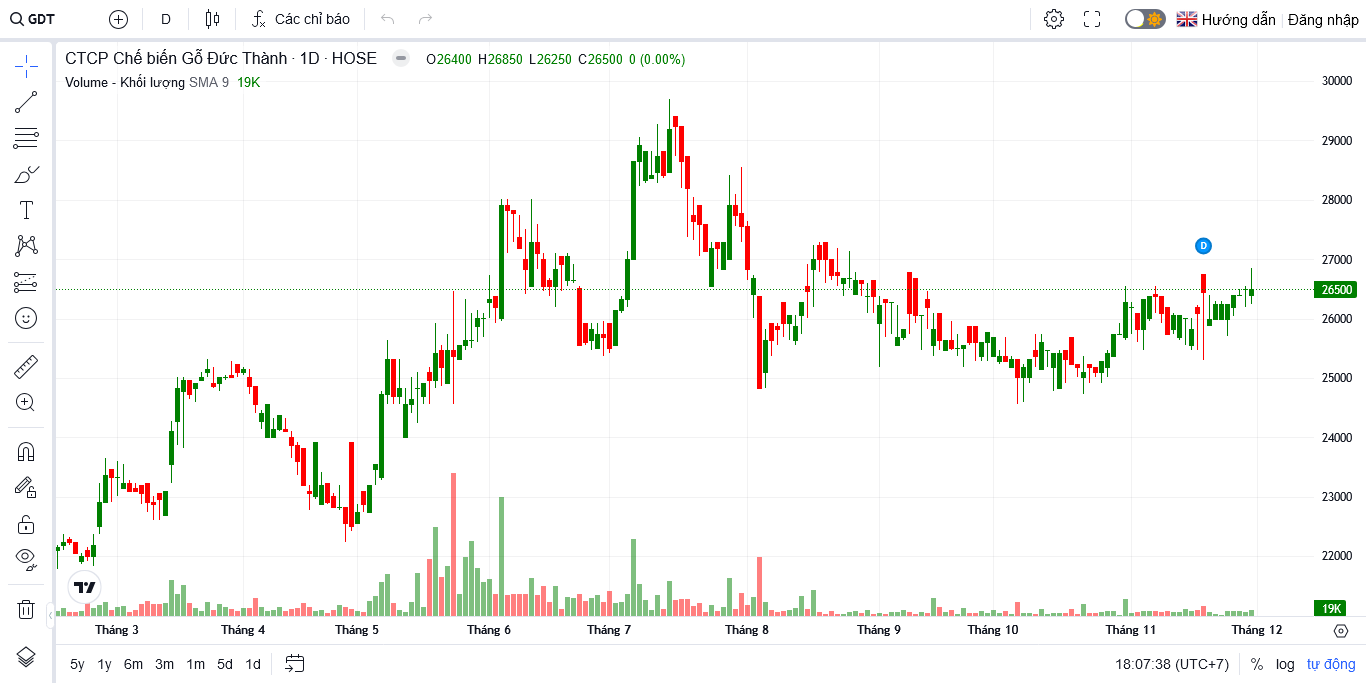 GDT
D
Các chỉ báo
Hướng dẫn
Đăng nhập
CTCP Chế biến Gỗ Đức Thành · 1D · HOSE
O26400 H26850 L26250 C26500 0 (0.00%)
Volume - Khối lượng SMA 9 19K
30000
29000
28000
27000
26500
26000
25000
24000
23000
22000
19K
D
Tháng 3 Tháng 4 Tháng 5 Tháng 6 Tháng 7 Tháng 8 Tháng 9 Tháng 10 Tháng 11 Tháng 12
5y 1y 6m 3m 1m 5d 1d
18:07:38 (UTC+7) % log tự động